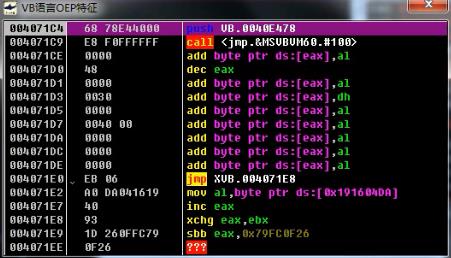 VB语言OEP特征
004071C4 68 78E44000 push VB.0040E478
004071C9 E8 F0FFFFFF call <jmp.&MSVBVM60.#100>
004071CE 0000 add byte ptr ds:[eax],al
004071D0 48 dec eax
004071D1 0000 add byte ptr ds:[eax],al
004071D3 0030 add byte ptr ds:[eax],dh
004071D5 0000 add byte ptr ds:[eax],al
004071D7 0040 00 add byte ptr ds:[eax],al
004071DA 0000 add byte ptr ds:[eax],al
004071DC 0000 add byte ptr ds:[eax],al
004071DE 0000 add byte ptr ds:[eax],al
004071E0 EB 06 jmp XVB.004071E8
004071E2 A0 DA041619 mov al,byte ptr ds:[0x191604DA]
004071E7 40 inc eax
004071E8 93 xchg eax,ebx
004071E9 1D 260FFC79 sbb eax,0x79FC0F26
004071EE 0F26 ???